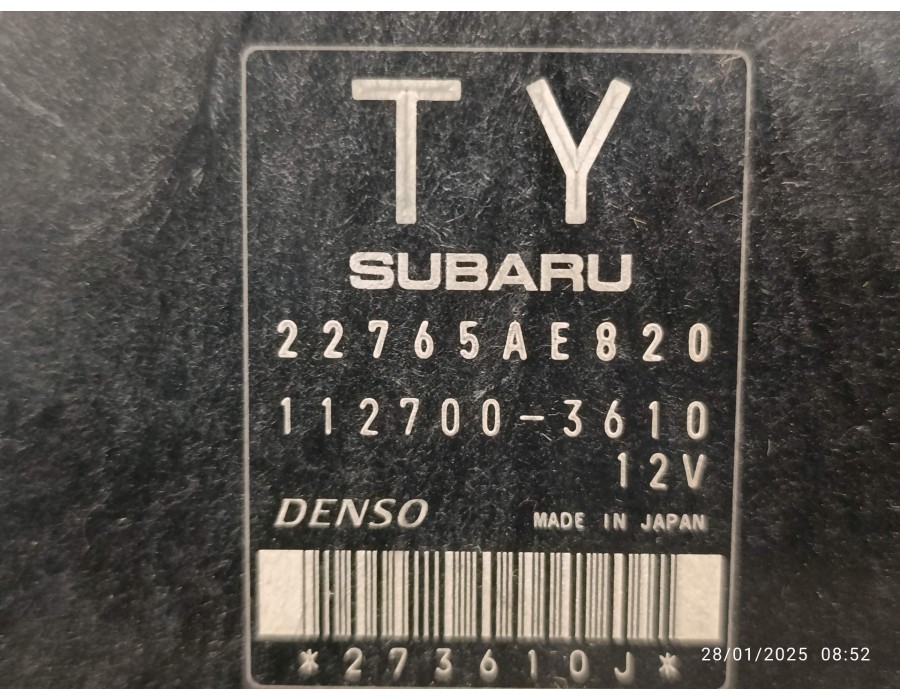 TY
SUBARU
22765AE820
112700-3610
12V
DENSO MADE IN JAPAN
*273610J*
28/01/2025 08:52